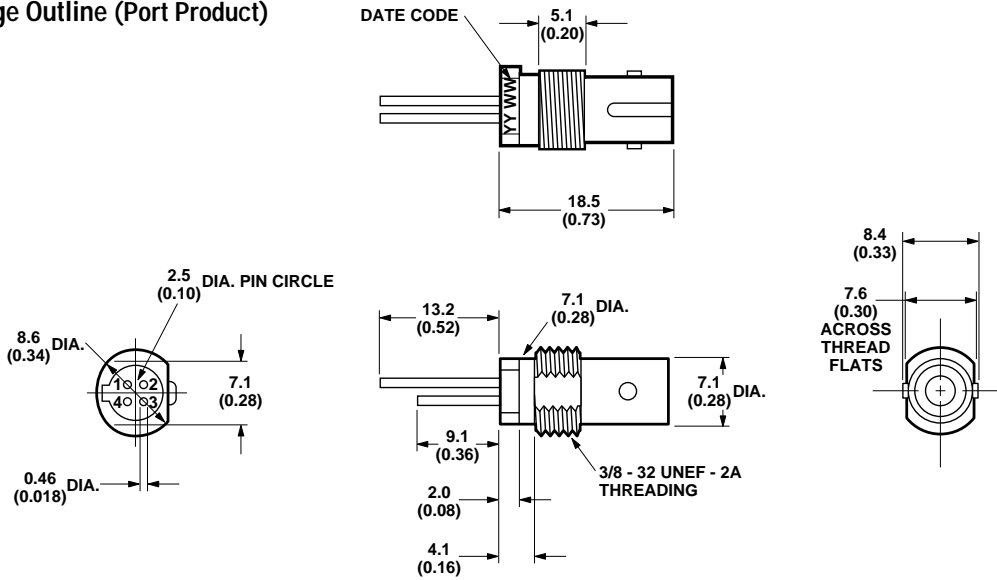 ge Outline (Port Product)
DATE CODE
5.1
(0.20)
YY WW
18.5
(0.73)
8.4
(0.33)
7.6
(0.30)
ACROSS
THREAD
FLATS
2.5
(0.10) DIA. PIN CIRCLE
8.6
(0.34) DIA.
1 2
4 3
7.1
(0.28)
0.46
(0.018) DIA.
13.2
(0.52)
7.1
(0.28) DIA.
7.1
(0.28) DIA.
9.1
(0.36)
3/8 - 32 UNEF - 2A
THREADING
2.0
(0.08)
4.1
(0.16)